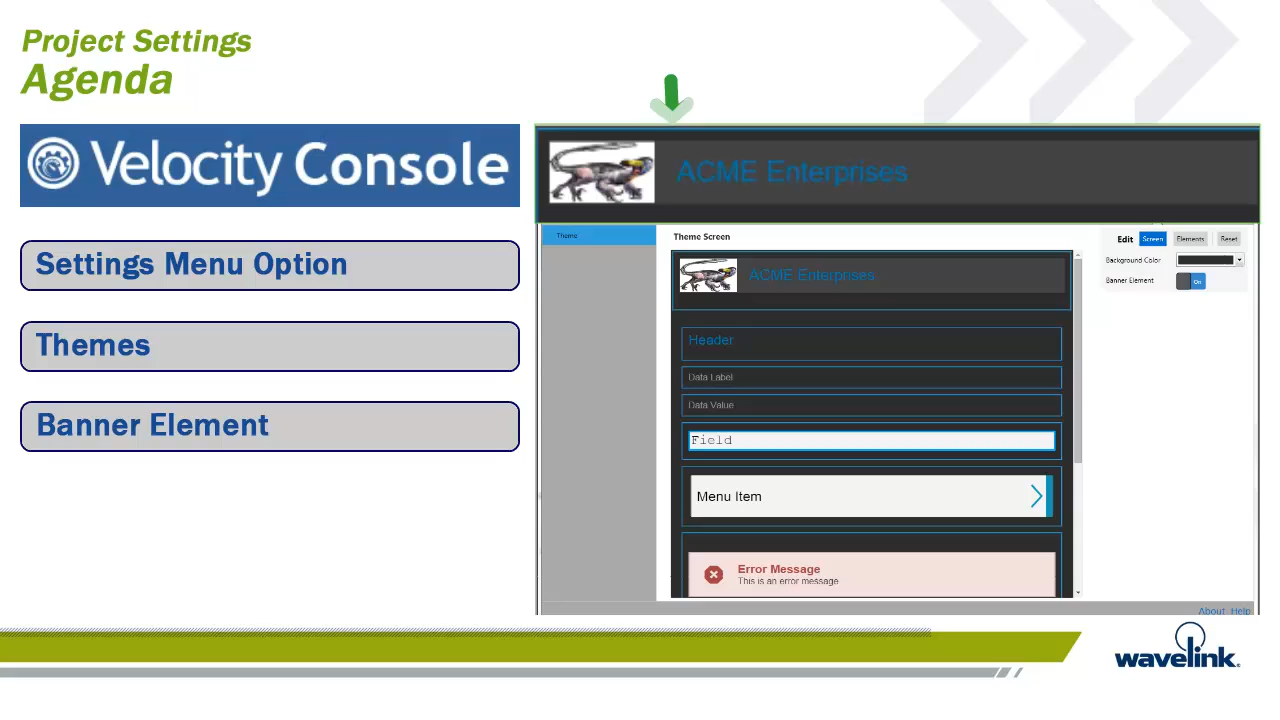 Project Settings
Agenda
Velocity Console
Settings Menu Option
Themes
Banner Element
ACME Enterprises
Theme
Theme Screen
Edit Screen Elements Reset
Background Color
Banner Element On
ACME Enterprises
Header
Data Label
Data Value
Field
Menu Item
Error Message
This is an error message
About Help
wavelink®